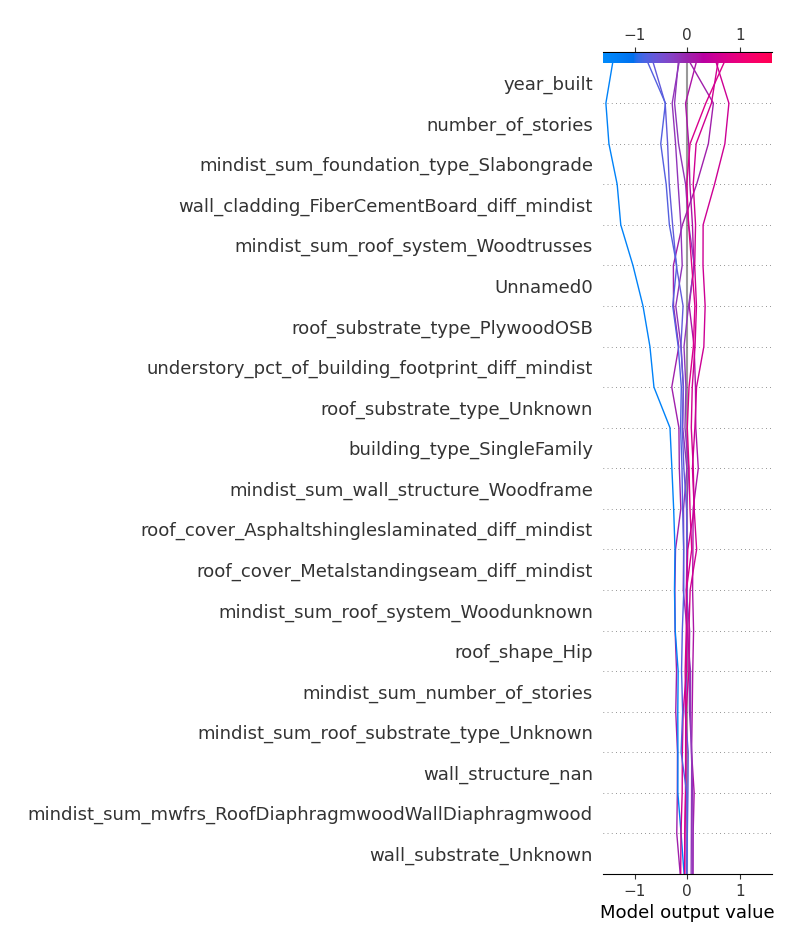 −1 0 1
year_built
number_of_stories
mindist_sum_foundation_type_Slabongrade
wall_cladding_FiberCementBoard_diff_mindist
mindist_sum_roof_system_Woodtrusses
Unnamed0
roof_substrate_type_PlywoodOSB
understory_pct_of_building_footprint_diff_mindist
roof_substrate_type_Unknown
building_type_SingleFamily
mindist_sum_wall_structure_Woodframe
roof_cover_Asphaltshingleslaminated_diff_mindist
roof_cover_Metalstandingseam_diff_mindist
mindist_sum_roof_system_Woodunknown
roof_shape_Hip
mindist_sum_number_of_stories
mindist_sum_roof_substrate_type_Unknown
wall_structure_nan
mindist_sum_mwfrs_RoofDiaphragmwoodWallDiaphragmwood
wall_substrate_Unknown
−1 0 1
Model output value